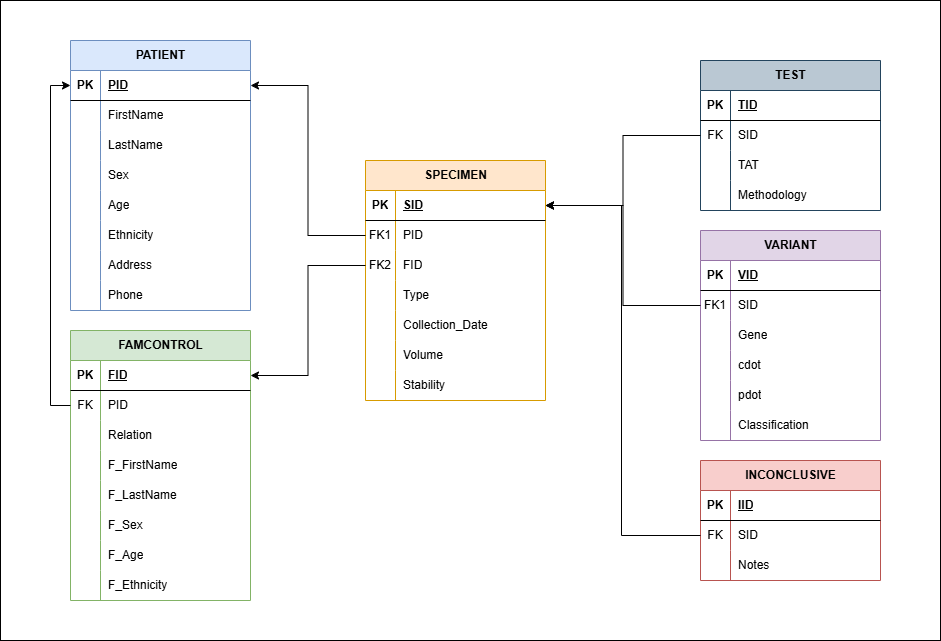 PATIENT
PK PID
FirstName
LastName
Sex
Age
Ethnicity
Address
Phone
FAMCONTROL
PK FID
FK PID
Relation
F_FirstName
F_LastName
F_Sex
F_Age
F_Ethnicity
SPECIMEN
PK SID
FK1 PID
FK2 FID
Type
Collection_Date
Volume
Stability
TEST
PK TID
FK SID
TAT
Methodology
VARIANT
PK VID
FK1 SID
Gene
cdot
pdot
Classification
INCONCLUSIVE
PK IID
FK SID
Notes